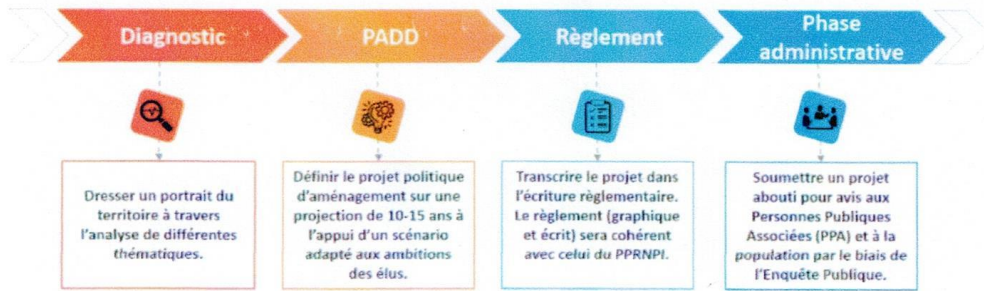 Diagnostic
PADD
Règlement
Phase
administrative
Dresser un portrait du
territoire à travers
l'analyse de différentes
thématiques.
Définir le projet politique
d'aménagement sur une
projection de 10-15 ans à
l'appui d'un scénario
adapté aux ambitions
des élus.
Transcrire le projet dans
l'écriture règlementaire.
Le règlement (graphique
et écrit) sera cohérent
avec celui du PPRNPI.
Soumettre un projet
abouti pour avis aux
Personnes Publiques
Associées (PPA) et à la
population par le biais de
l'Enquête Publique.